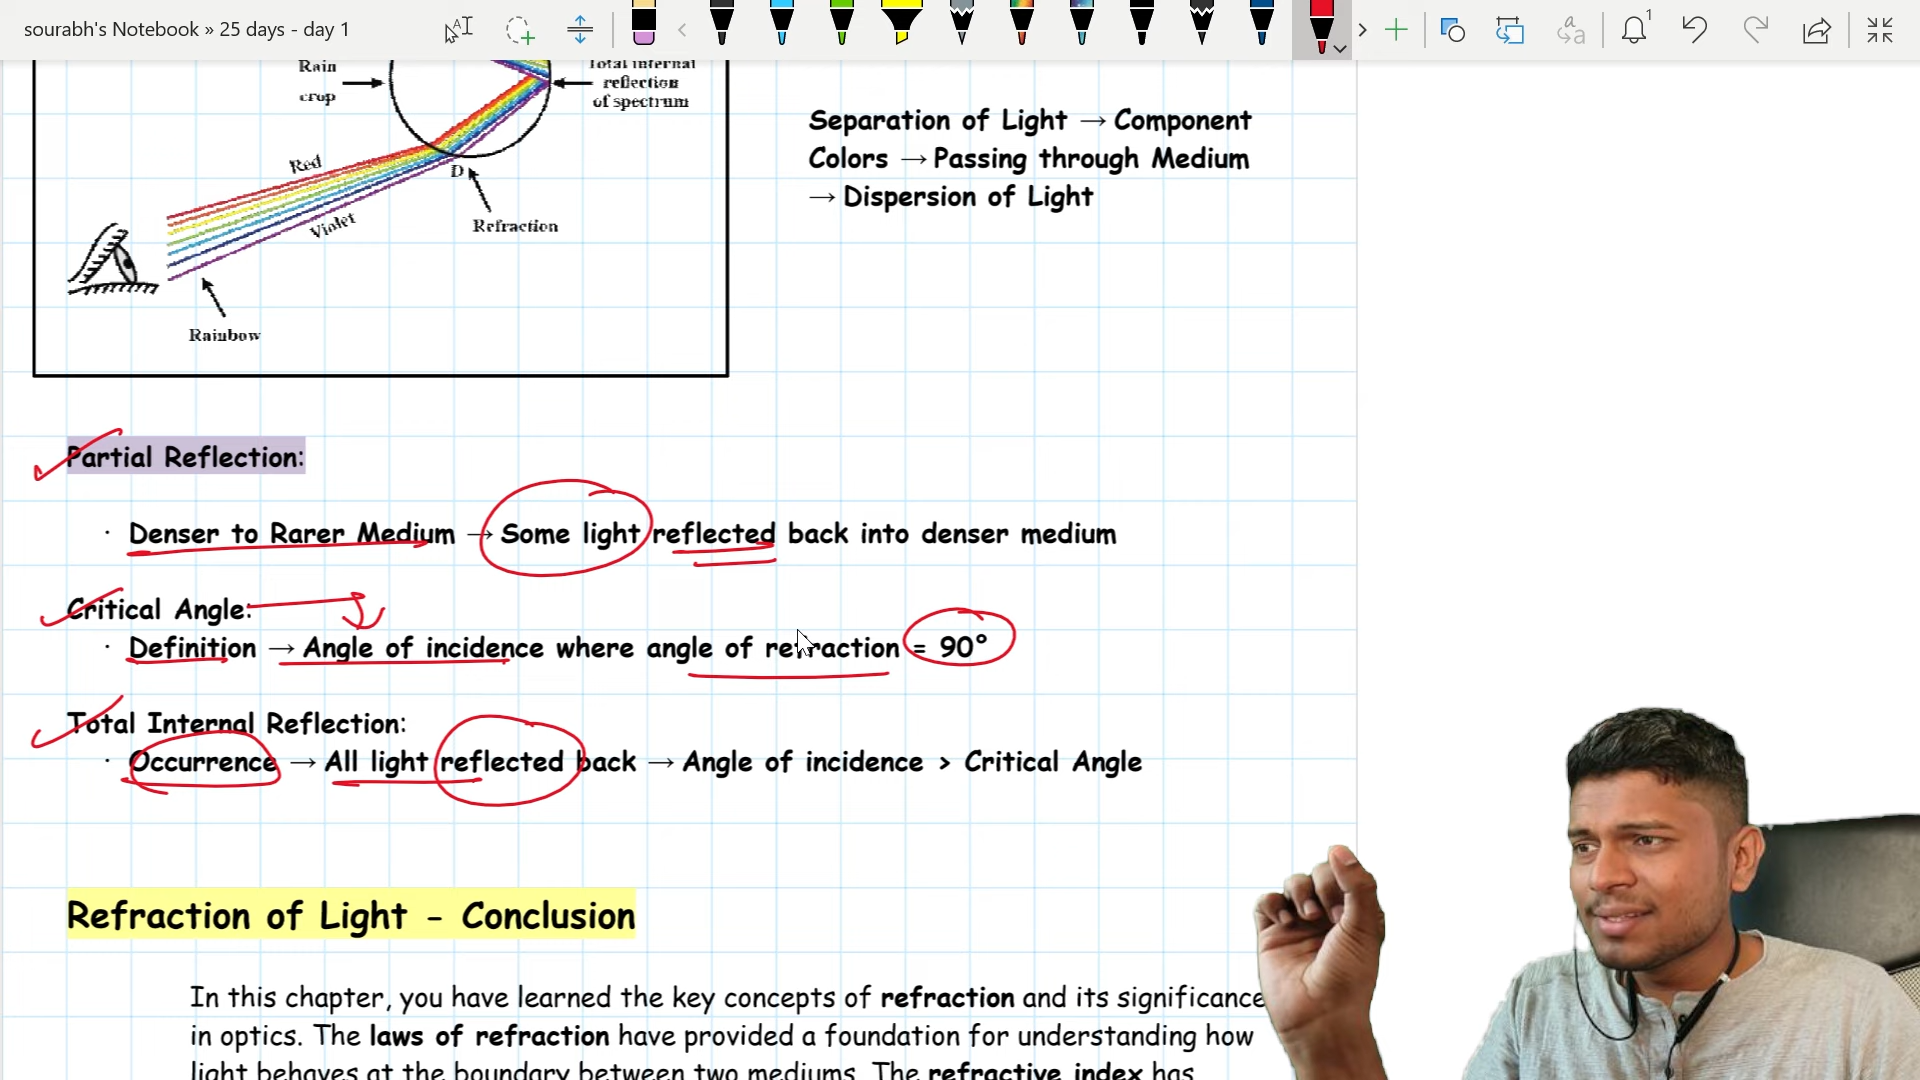 sourabh's Notebook » 25 days - day 1
1
Rain
crop
Total internal
reflection
of spectrum
Red
D
Violet
Refraction
Rainbow
Separation of Light → Component
Colors → Passing through Medium
→ Dispersion of Light
Partial Reflection:
· Denser to Rarer Medium → Some light reflected back into denser medium
Critical Angle:
· Definition → Angle of incidence where angle of refraction = 90°
Total Internal Reflection:
· Occurrence → All light reflected back → Angle of incidence > Critical Angle
Refraction of Light - Conclusion
In this chapter, you have learned the key concepts of refraction and its significance
in optics. The laws of refraction have provided a foundation for understanding how
light behaves at the boundary between two mediums. The refractive index has